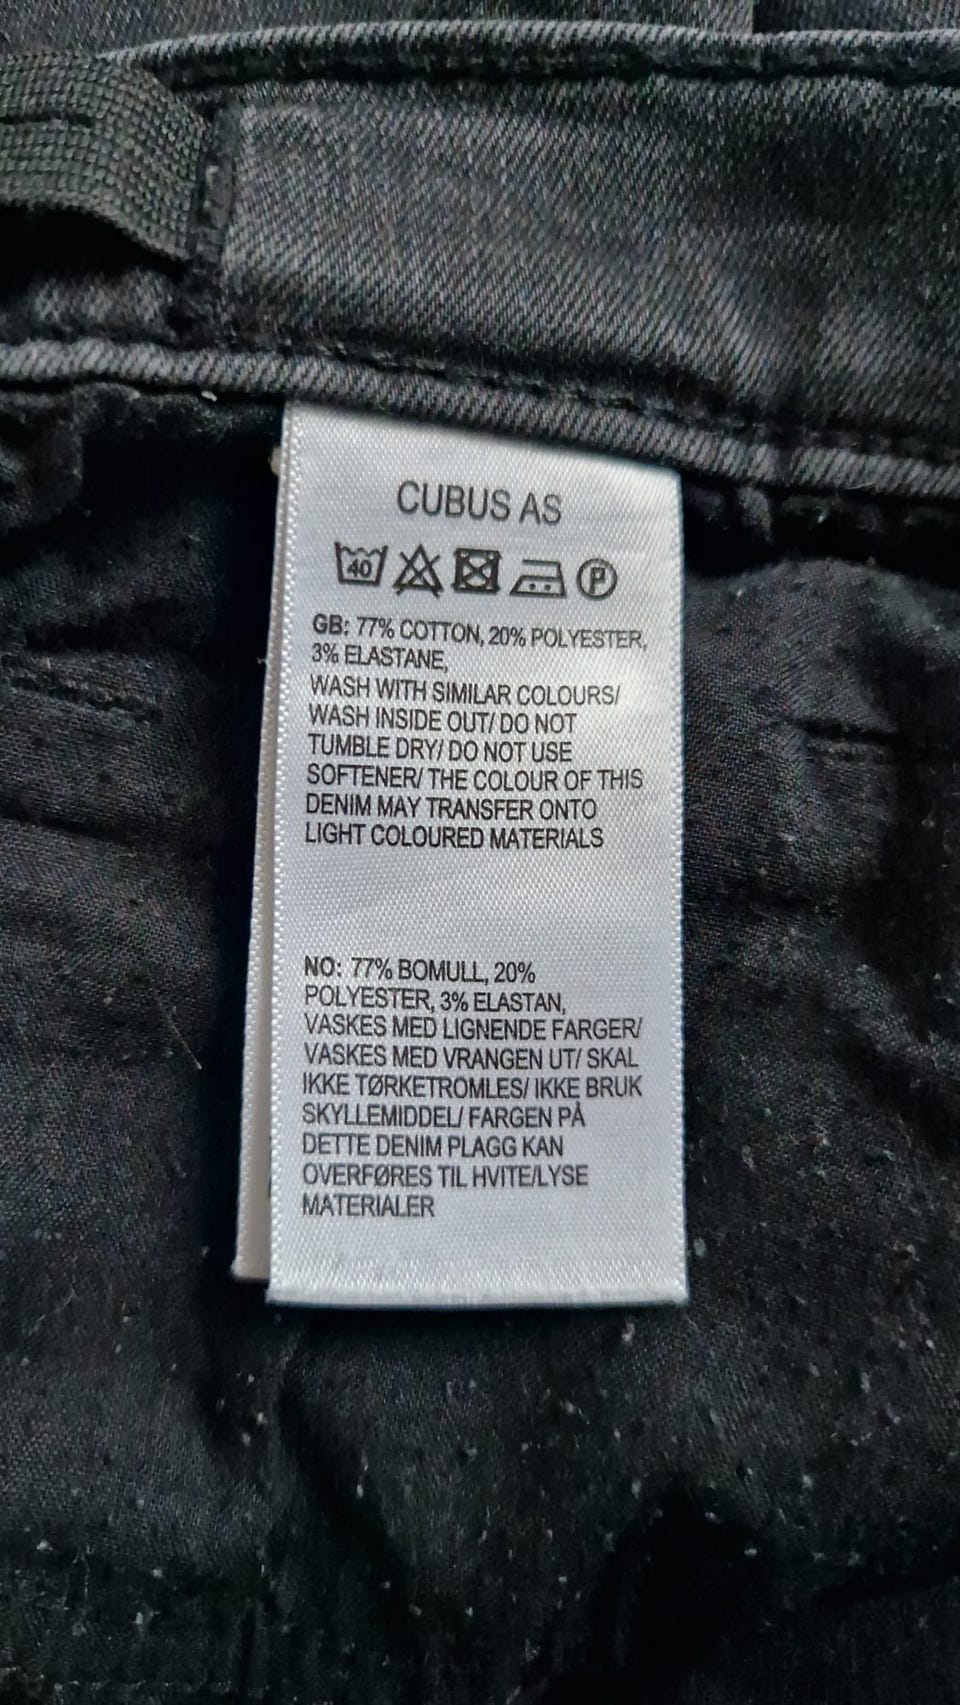 CUBUS AS
40 P
GB: 77% COTTON, 20% POLYESTER,
3% ELASTANE,
WASH WITH SIMILAR COLOURS/
WASH INSIDE OUT/ DO NOT
TUMBLE DRY/ DO NOT USE
SOFTENER/ THE COLOUR OF THIS
DENIM MAY TRANSFER ONTO
LIGHT COLOURED MATERIALS
NO: 77% BOMULL, 20%
POLYESTER, 3% ELASTAN,
VASKES MED LIGNENDE FARGER/
VASKES MED VRANGEN UT/ SKAL
IKKE TØRKETROMLES/ IKKE BRUK
SKYLLEMIDDEL/ FARGEN PÅ
DETTE DENIM PLAGG KAN
OVERFØRES TIL HVITE/LYSE
MATERIALER